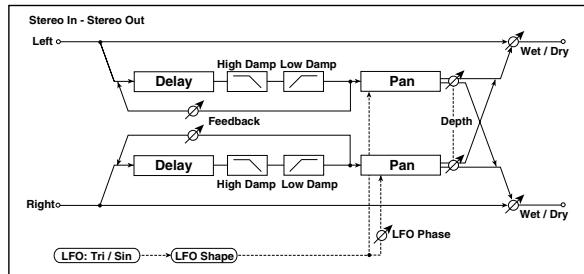 Stereo In - Stereo Out
Left
Wet / Dry
High Damp Low Damp
Delay
Pan
Feedback
Depth
Delay
Pan
High Damp Low Damp
Right
Wet / Dry
LFO Phase
LFO: Tri / Sin
LFO Shape